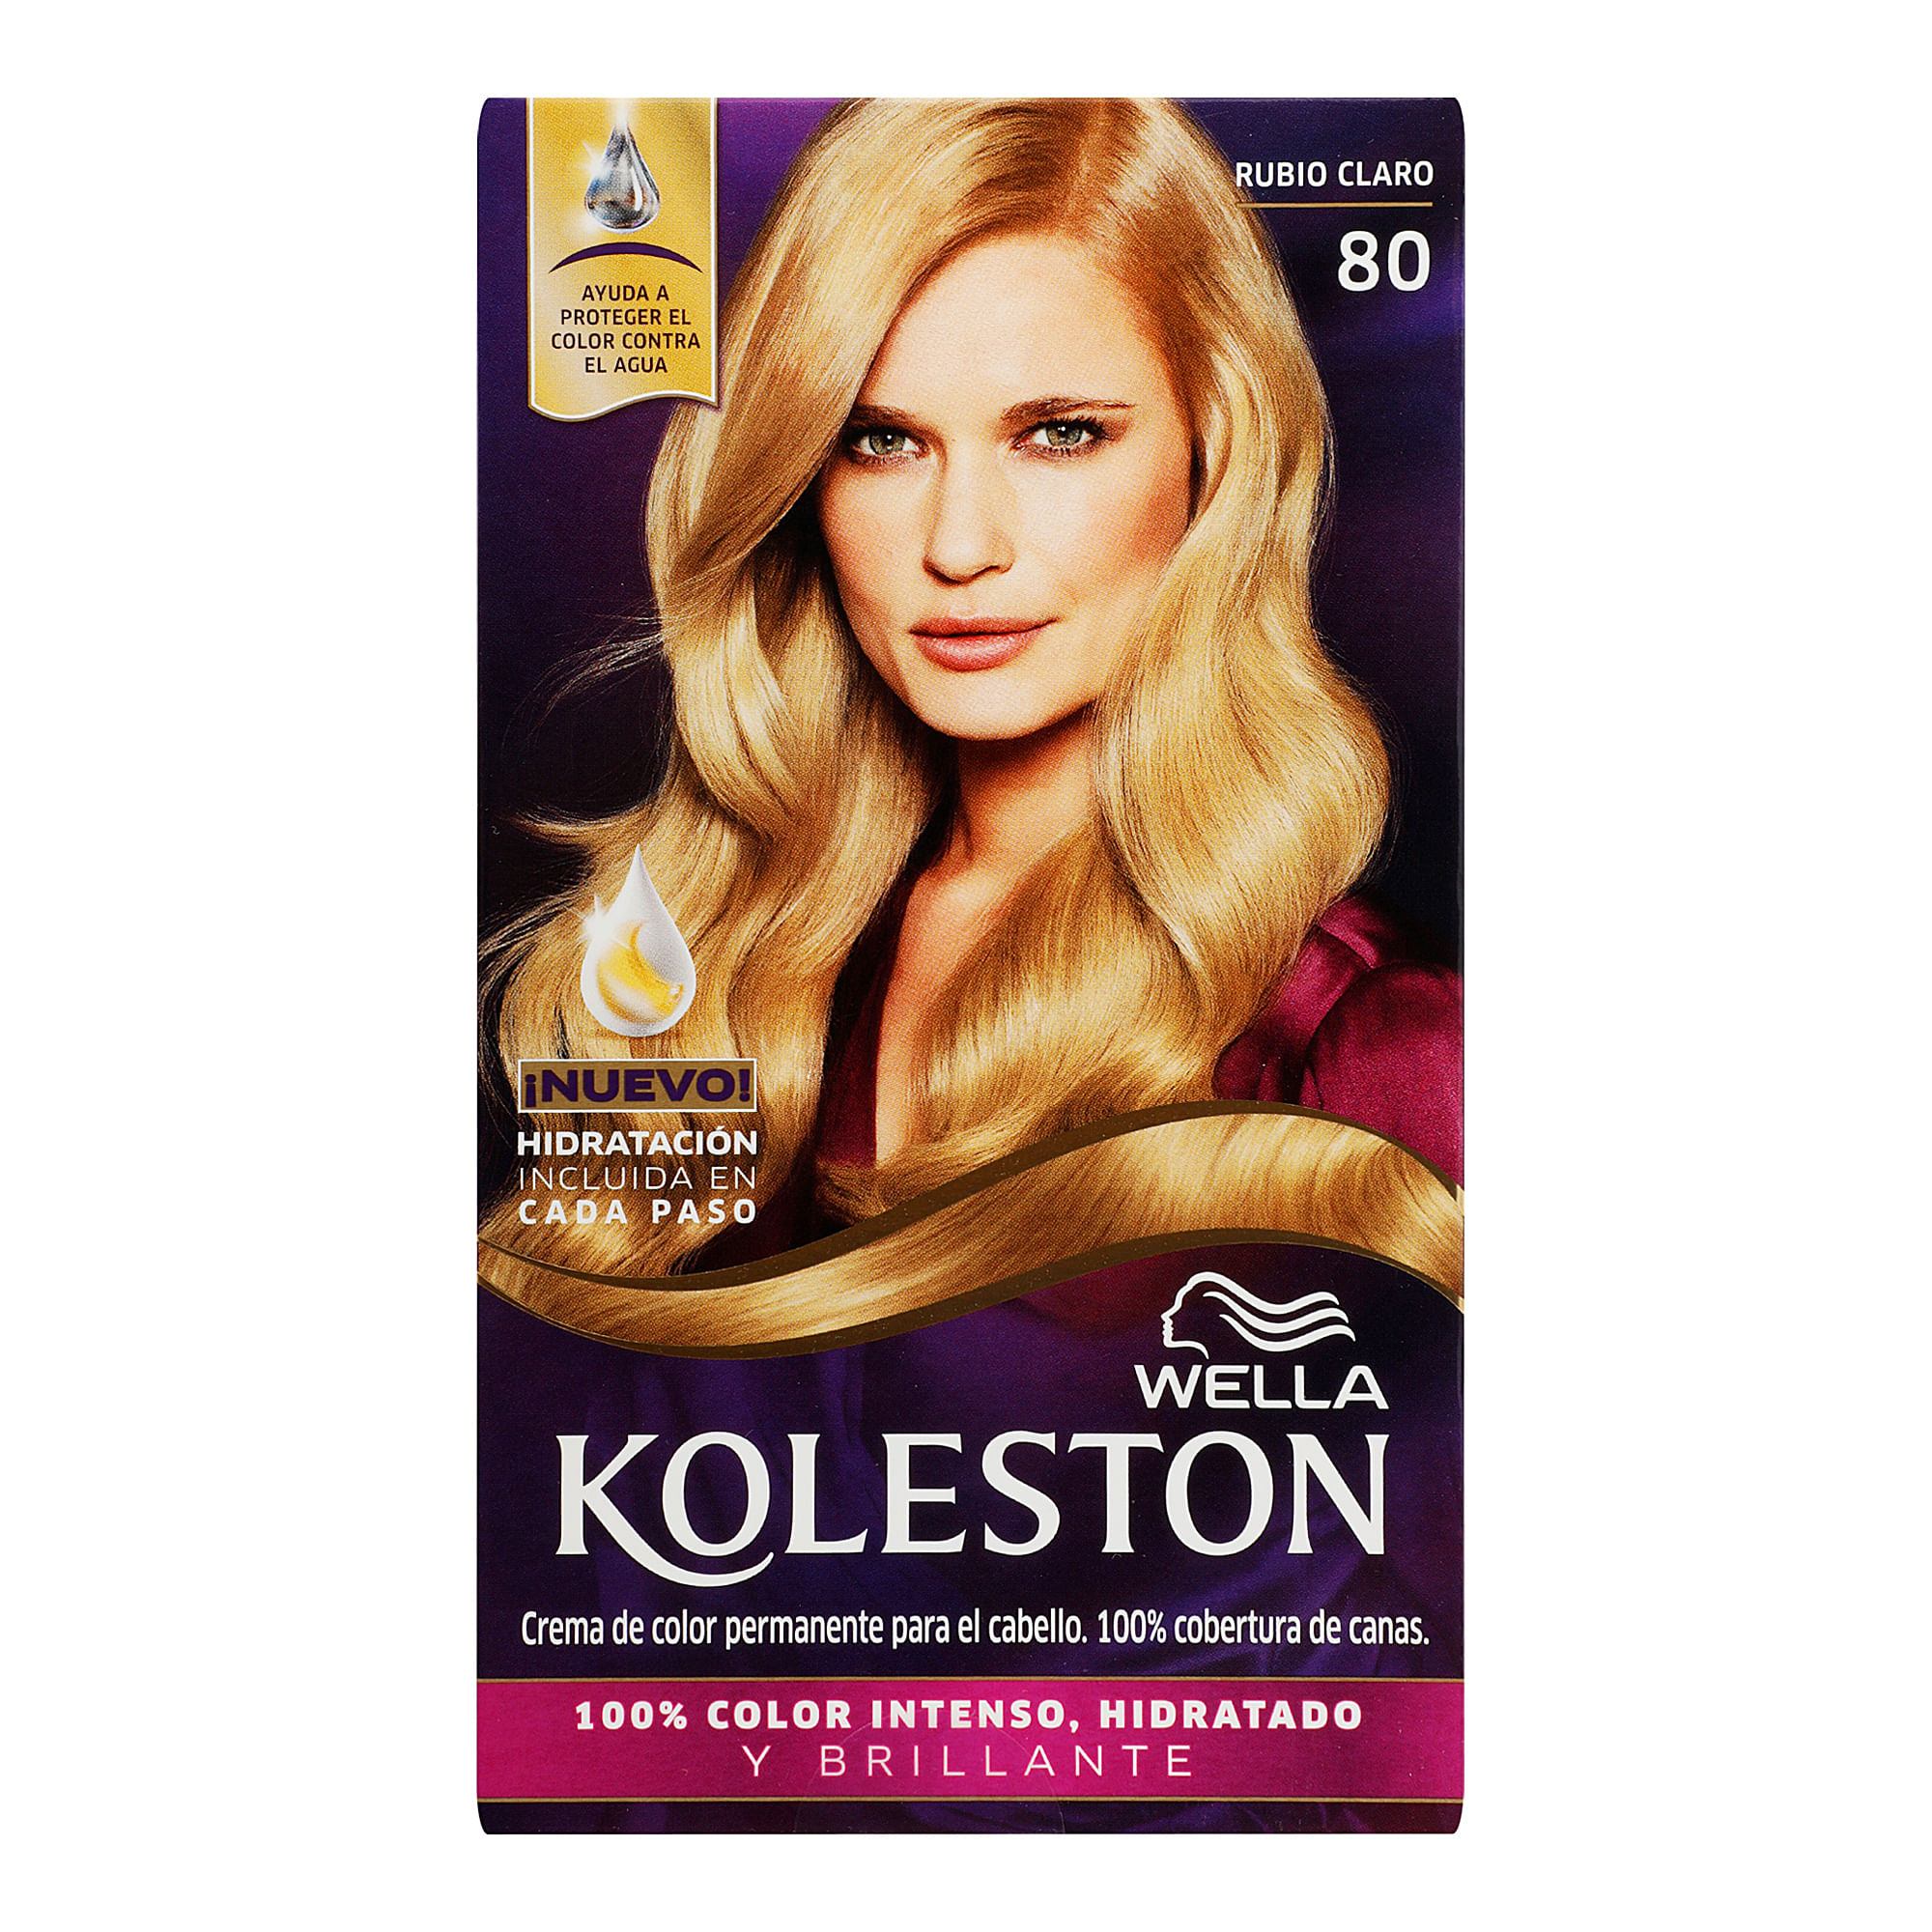 AYUDA A
PROTEGER EL
COLOR CONTRA
EL AGUA
RUBIO CLARO
80
¡NUEVO!
HIDRATACIÓN
INCLUIDA EN
CADA PASO
WELLA
KOLESTON
Crema de color permanente para el cabello. 100% cobertura de canas.
100% COLOR INTENSO, HIDRATADO
Y BRILLANTE